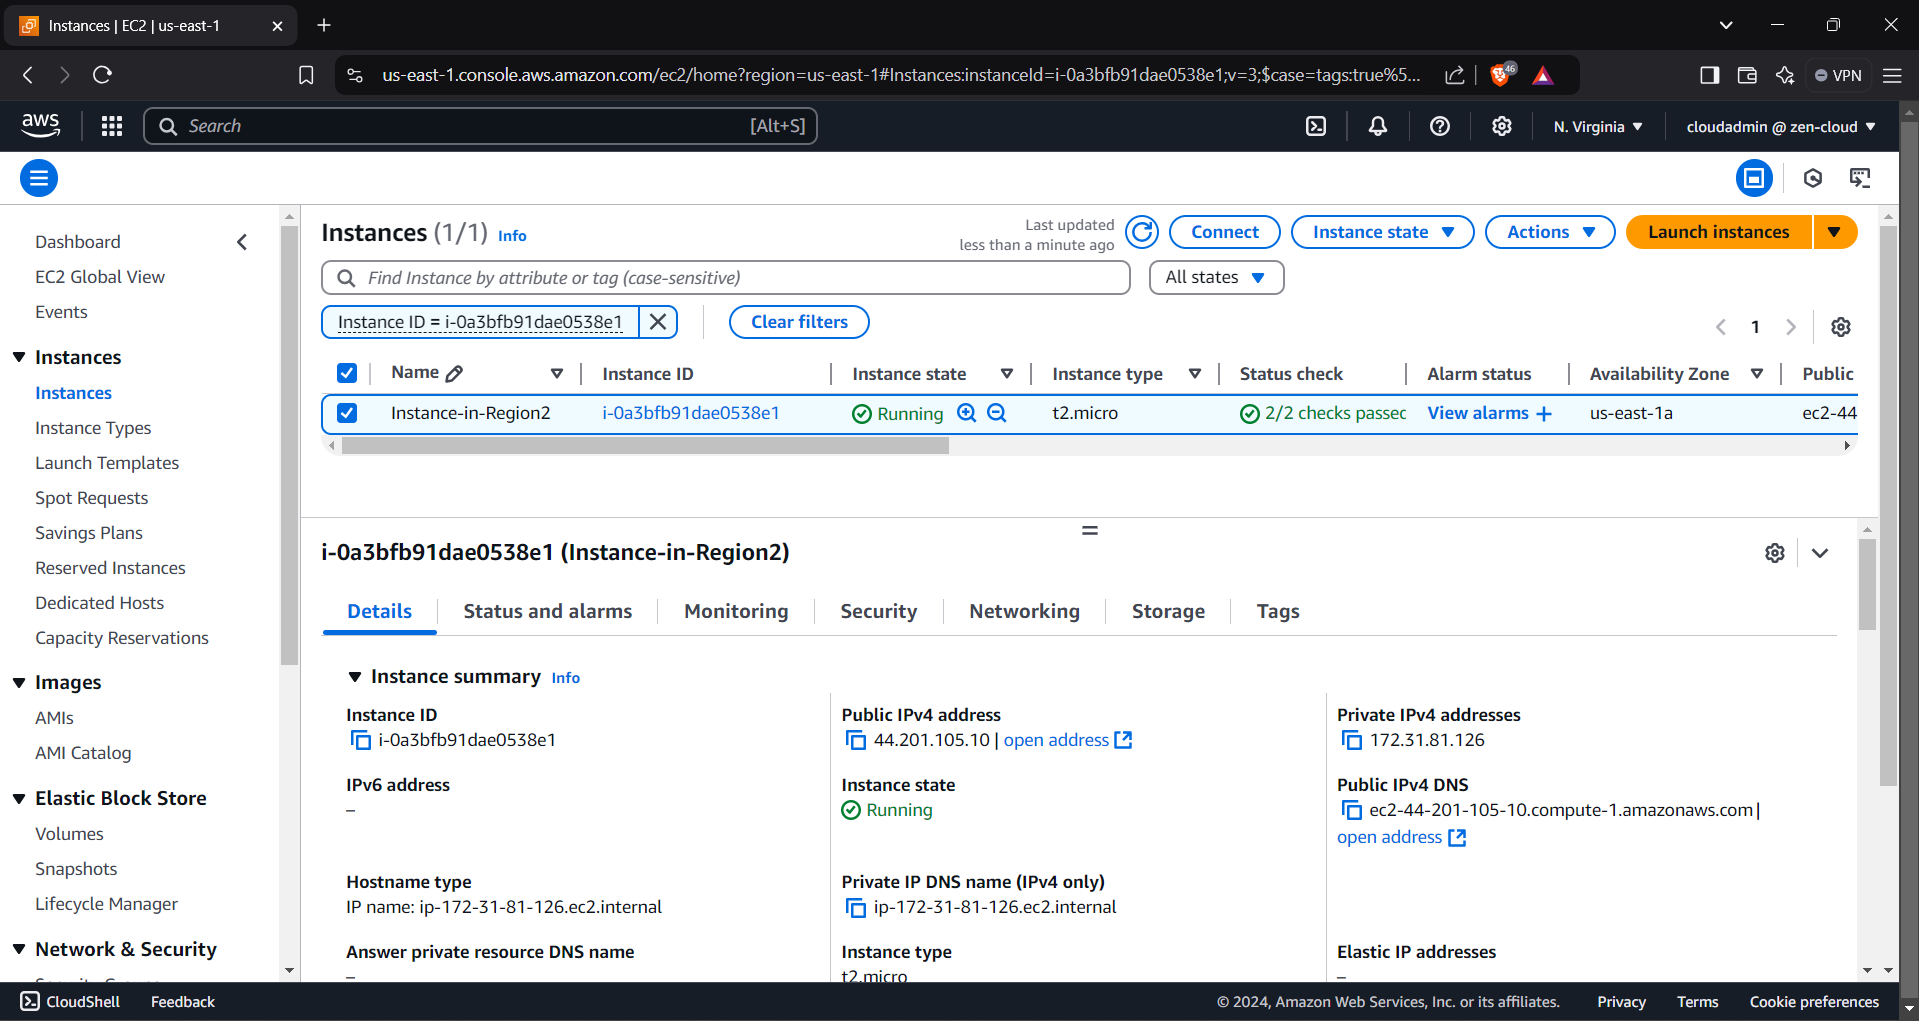 Instances | EC2 | us-east-1
us-east-1.console.aws.amazon.com/ec2/home?region=us-east-1#Instances:instanceId=i-0a3bfb91dae0538e1;v=3;$case=tags:true%5...
46
VPN
aws
Search
[Alt+S]
N. Virginia
cloudadmin @ zen-cloud
Dashboard
EC2 Global View
Events
Instances
Instances
Instance Types
Launch Templates
Spot Requests
Savings Plans
Reserved Instances
Dedicated Hosts
Capacity Reservations
Images
AMIs
AMI Catalog
Elastic Block Store
Volumes
Snapshots
Lifecycle Manager
Network & Security
Instances (1/1) Info
Last updated
less than a minute ago
Connect
Instance state
Actions
Launch instances
Find Instance by attribute or tag (case-sensitive)
All states
Instance ID = i-0a3bfb91dae0538e1
Clear filters
1
Name Instance ID Instance state Instance type Status check Alarm status Availability Zone Public
Instance-in-Region2 i-0a3bfb91dae0538e1 Running t2.micro 2/2 checks passec View alarms + us-east-1a ec2-44
i-0a3bfb91dae0538e1 (Instance-in-Region2)
Details Status and alarms Monitoring Security Networking Storage Tags
Instance summary Info
Instance ID
i-0a3bfb91dae0538e1
Public IPv4 address
44.201.105.10 | open address
Private IPv4 addresses
172.31.81.126
IPv6 address
–
Instance state
Running
Public IPv4 DNS
ec2-44-201-105-10.compute-1.amazonaws.com |
open address
Hostname type
IP name: ip-172-31-81-126.ec2.internal
Private IP DNS name (IPv4 only)
ip-172-31-81-126.ec2.internal
Answer private resource DNS name
–
Instance type
t2.micro
Elastic IP addresses
–
CloudShell
Feedback
© 2024, Amazon Web Services, Inc. or its affiliates.
Privacy
Terms
Cookie preferences